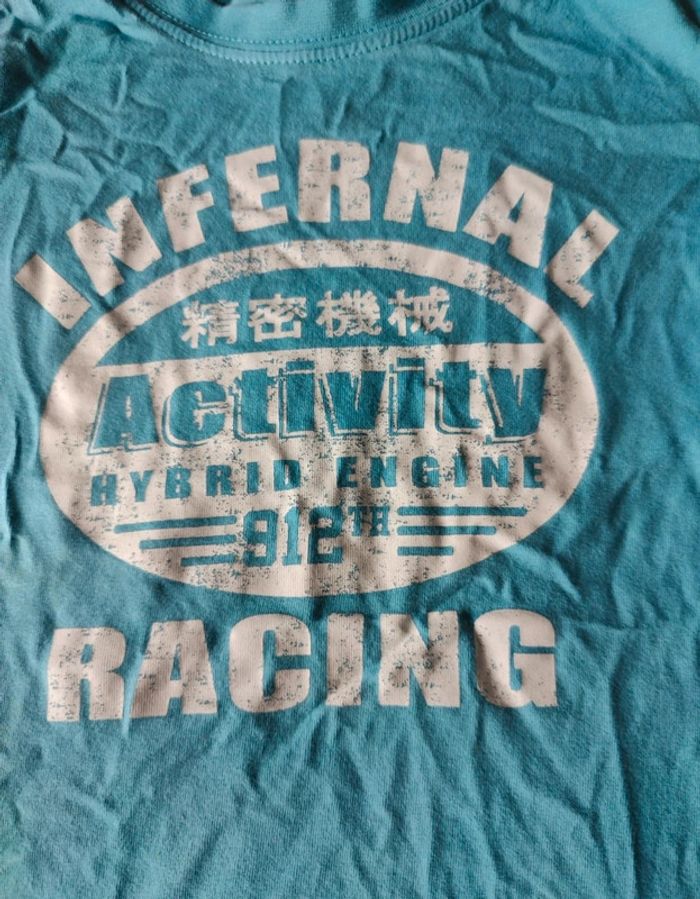 INFERNAL
精密機械
Activity
HYBRID ENGINE
912TH
RACING